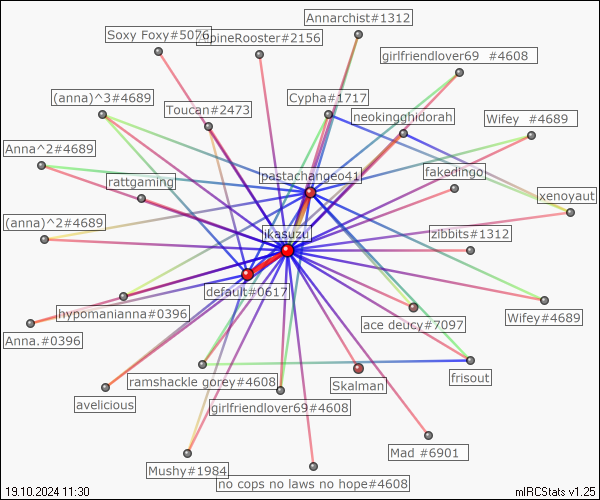 Annarchist#1312
Soxy Foxy#5076
SpineRooster#2156
girlfriendlover69 #4608
(anna)^3#4689
Toucan#2473
Cypha#1717
neokingghidorah
Wifey #4689
Anna^2#4689
pastachangeo41
fakedingo
rattgaming
xenoyaut
(anna)^2#4689
jkasuzu
zibbits#1312
default#0617
hypomanianna#0396
Wifey#4689
ace deucy#7097
Anna.#0396
ramshackle gorey#4608
Skalman
frisout
avelicious
girlfriendlover69#4608
Mad #6901
Mushy#1984
no cops no laws no hope#4608
19.10.2024 11:30
mIRCStats v1.25